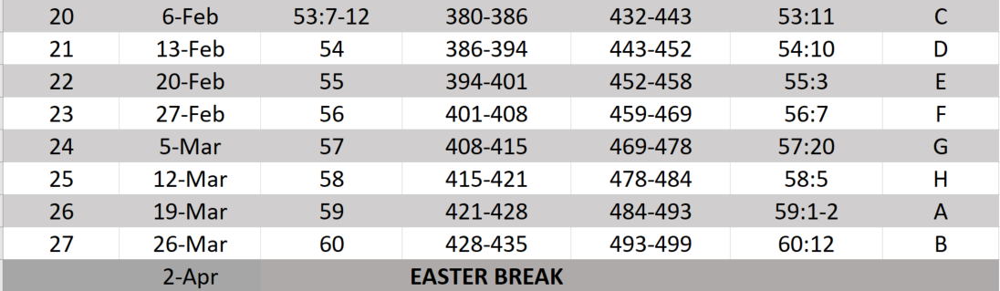 20 6-Feb 53:7-12 380-386 432-443 53:11 C
21 13-Feb 54 386-394 443-452 54:10 D
22 20-Feb 55 394-401 452-458 55:3 E
23 27-Feb 56 401-408 459-469 56:7 F
24 5-Mar 57 408-415 469-478 57:20 G
25 12-Mar 58 415-421 478-484 58:5 H
26 19-Mar 59 421-428 484-493 59:1-2 A
27 26-Mar 60 428-435 493-499 60:12 B
2-Apr EASTER BREAK